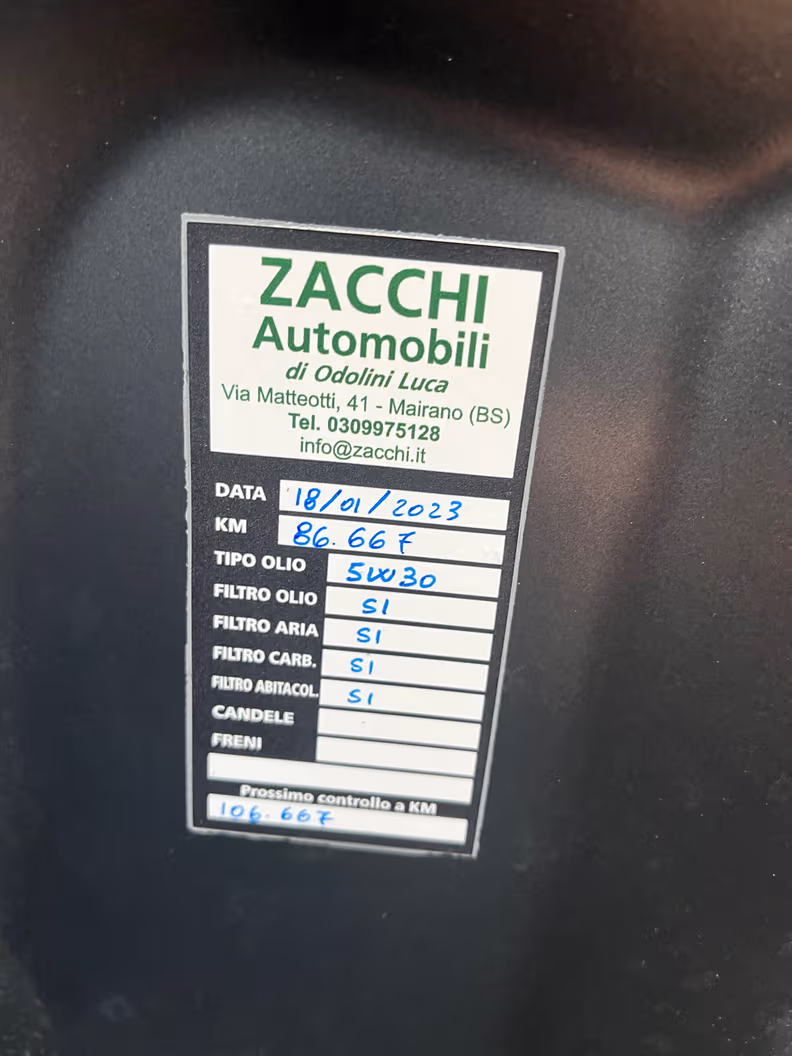 ZACCHI
Automobili
di Odolini Luca
Via Matteotti, 41 - Mairano (BS)
Tel. 0309975128
info@zacchi.it
DATA 18/01/2023
KM 86.667
TIPO OLIO 5W30
FILTRO OLIO SI
FILTRO ARIA SI
FILTRO CARB. SI
FILTRO ABITACOL. SI
CANDELE
FRENI
Prossimo controllo a KM
106.667